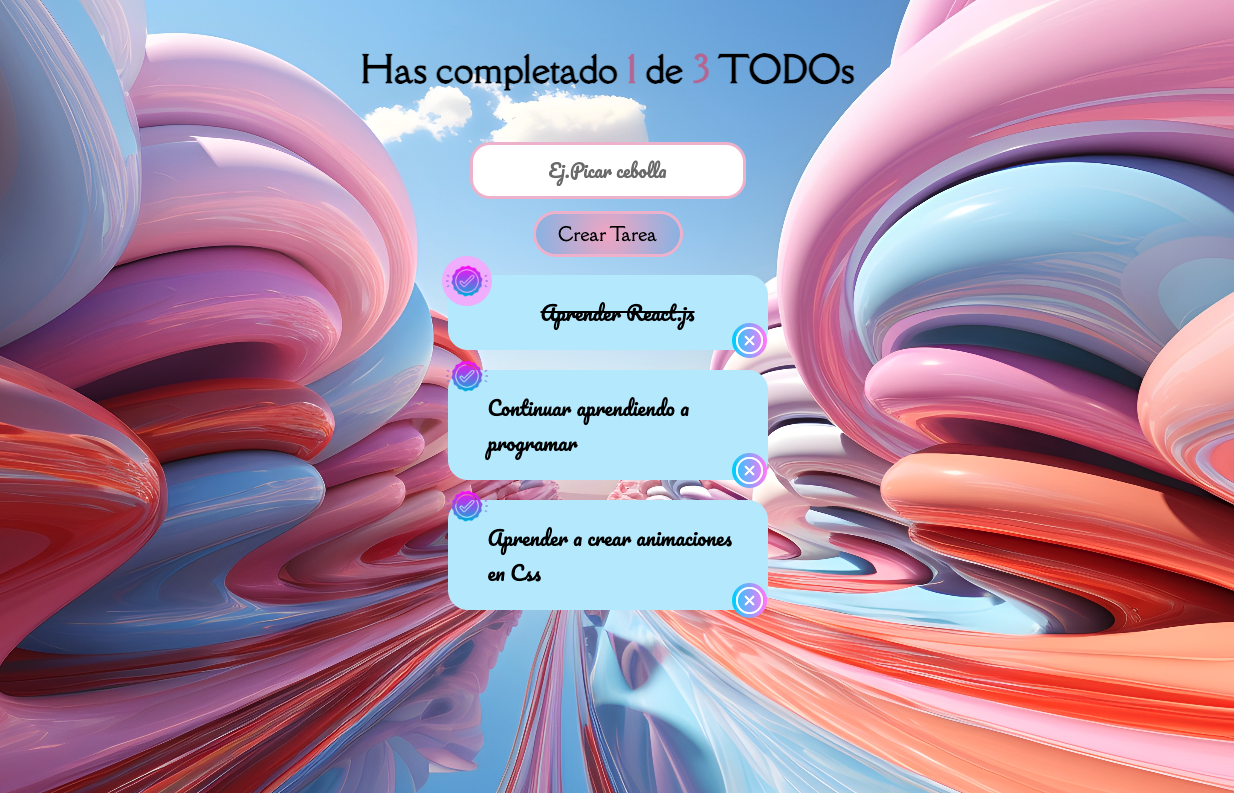 Has completado 1 de 3 TODOs
Ej.Picar cebolla
Crear Tarea
Aprender React.js
Continuar aprendiendo a
programar
Aprender a crear animaciones
en Css